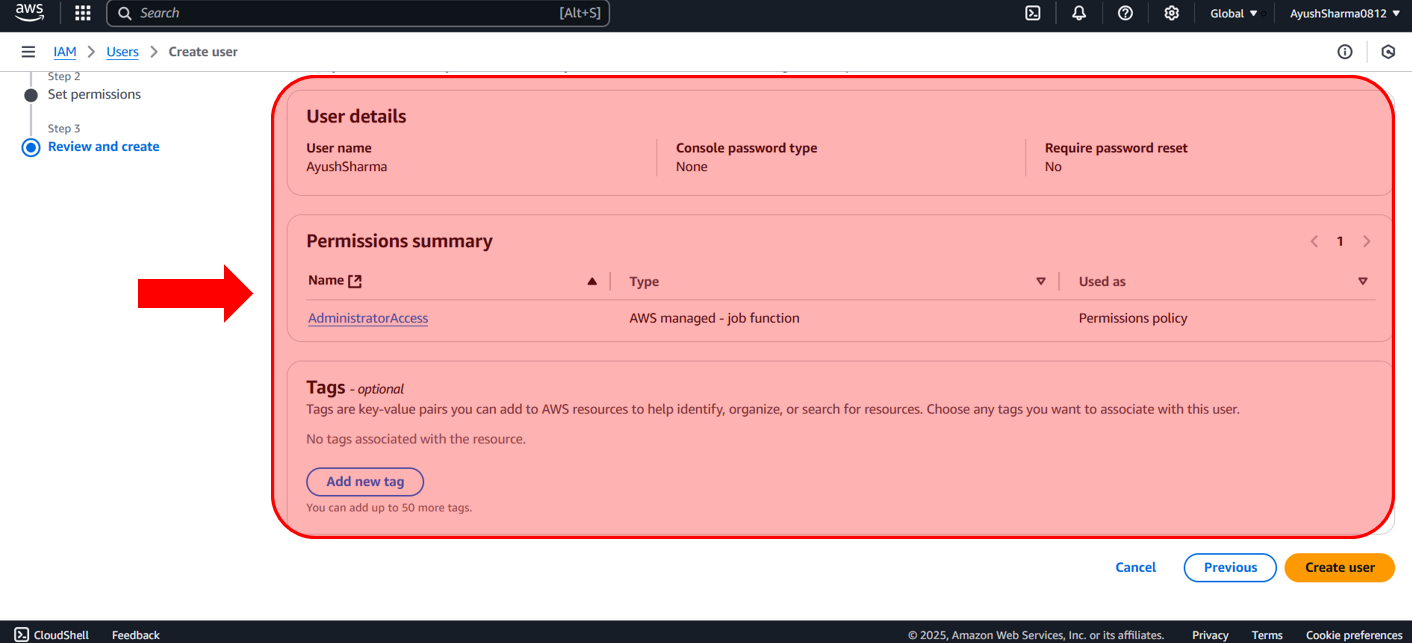 aws
Search [Alt+S]
Global AyushSharma0812
IAM Users Create user
Step 2
Set permissions
Step 3
Review and create
User details
User name Console password type Require password reset
AyushSharma None No
Permissions summary
1
Name Type Used as
AdministratorAccess AWS managed - job function Permissions policy
Tags - optional
Tags are key-value pairs you can add to AWS resources to help identify, organize, or search for resources. Choose any tags you want to associate with this user.
No tags associated with the resource.
Add new tag
You can add up to 50 more tags.
Cancel Previous Create user
CloudShell Feedback © 2025, Amazon Web Services, Inc. or its affiliates. Privacy Terms Cookie preferences